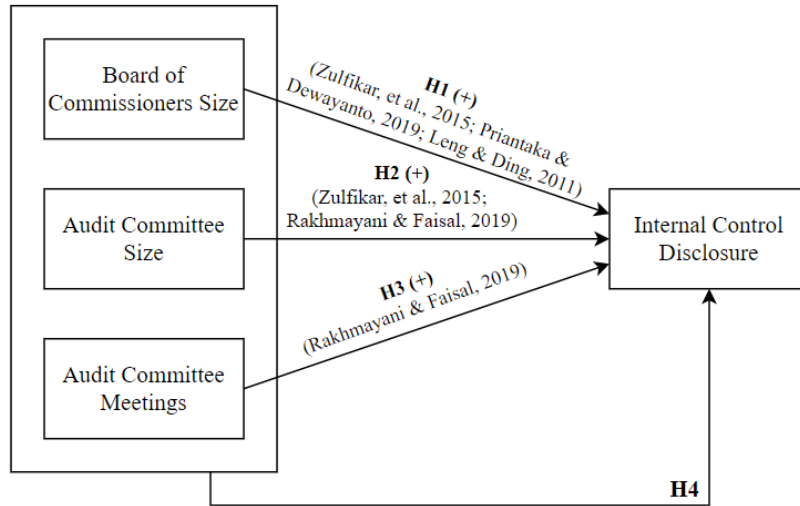 Board of
Commissioners Size
H1 (+)
(Zulfikar, et al., 2015; Priantaka &
Dewayanto, 2019; Leng & Ding, 2011)
H2 (+)
(Zulfikar, et al., 2015;
Rakhmayani & Faisal, 2019)
Audit Committee
Size
Internal Control
Disclosure
H3 (+)
(Rakhmayani & Faisal, 2019)
Audit Committee
Meetings
H4